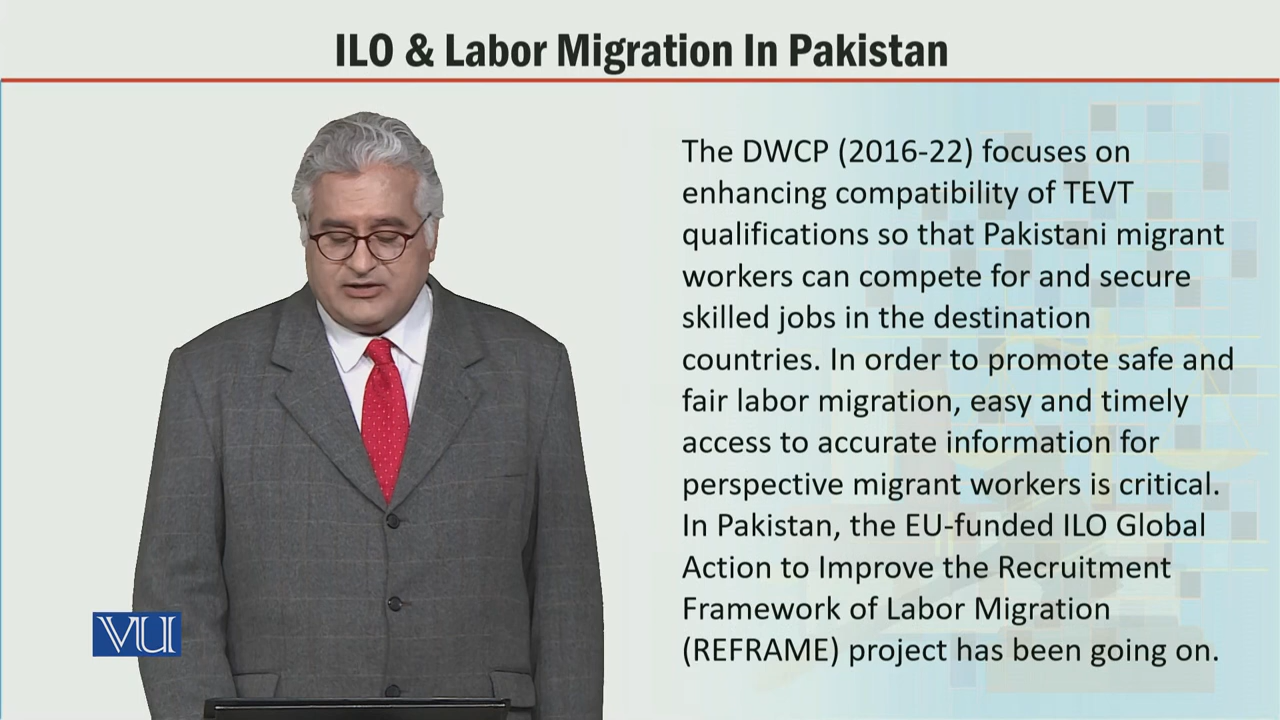 ILO & Labor Migration In Pakistan
The DWCP (2016-22) focuses on
enhancing compatibility of TEVT
qualifications so that Pakistani migrant
workers can compete for and secure
skilled jobs in the destination
countries. In order to promote safe and
fair labor migration, easy and timely
access to accurate information for
perspective migrant workers is critical.
In Pakistan, the EU-funded ILO Global
Action to Improve the Recruitment
Framework of Labor Migration
(REFRAME) project has been going on.
VU